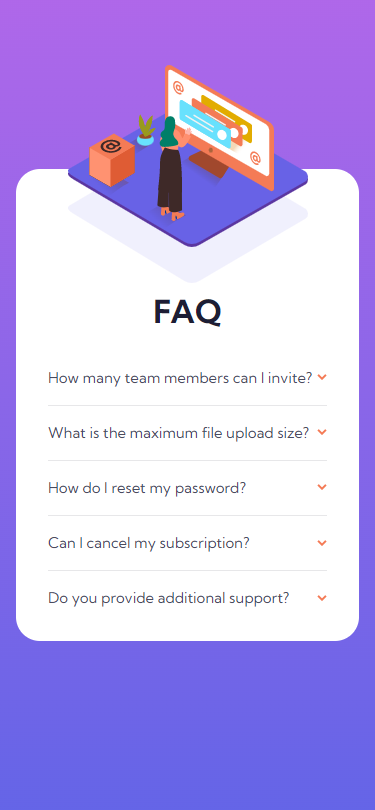 FAQ
How many team members can I invite?
What is the maximum file upload size?
How do I reset my password?
Can I cancel my subscription?
Do you provide additional support?